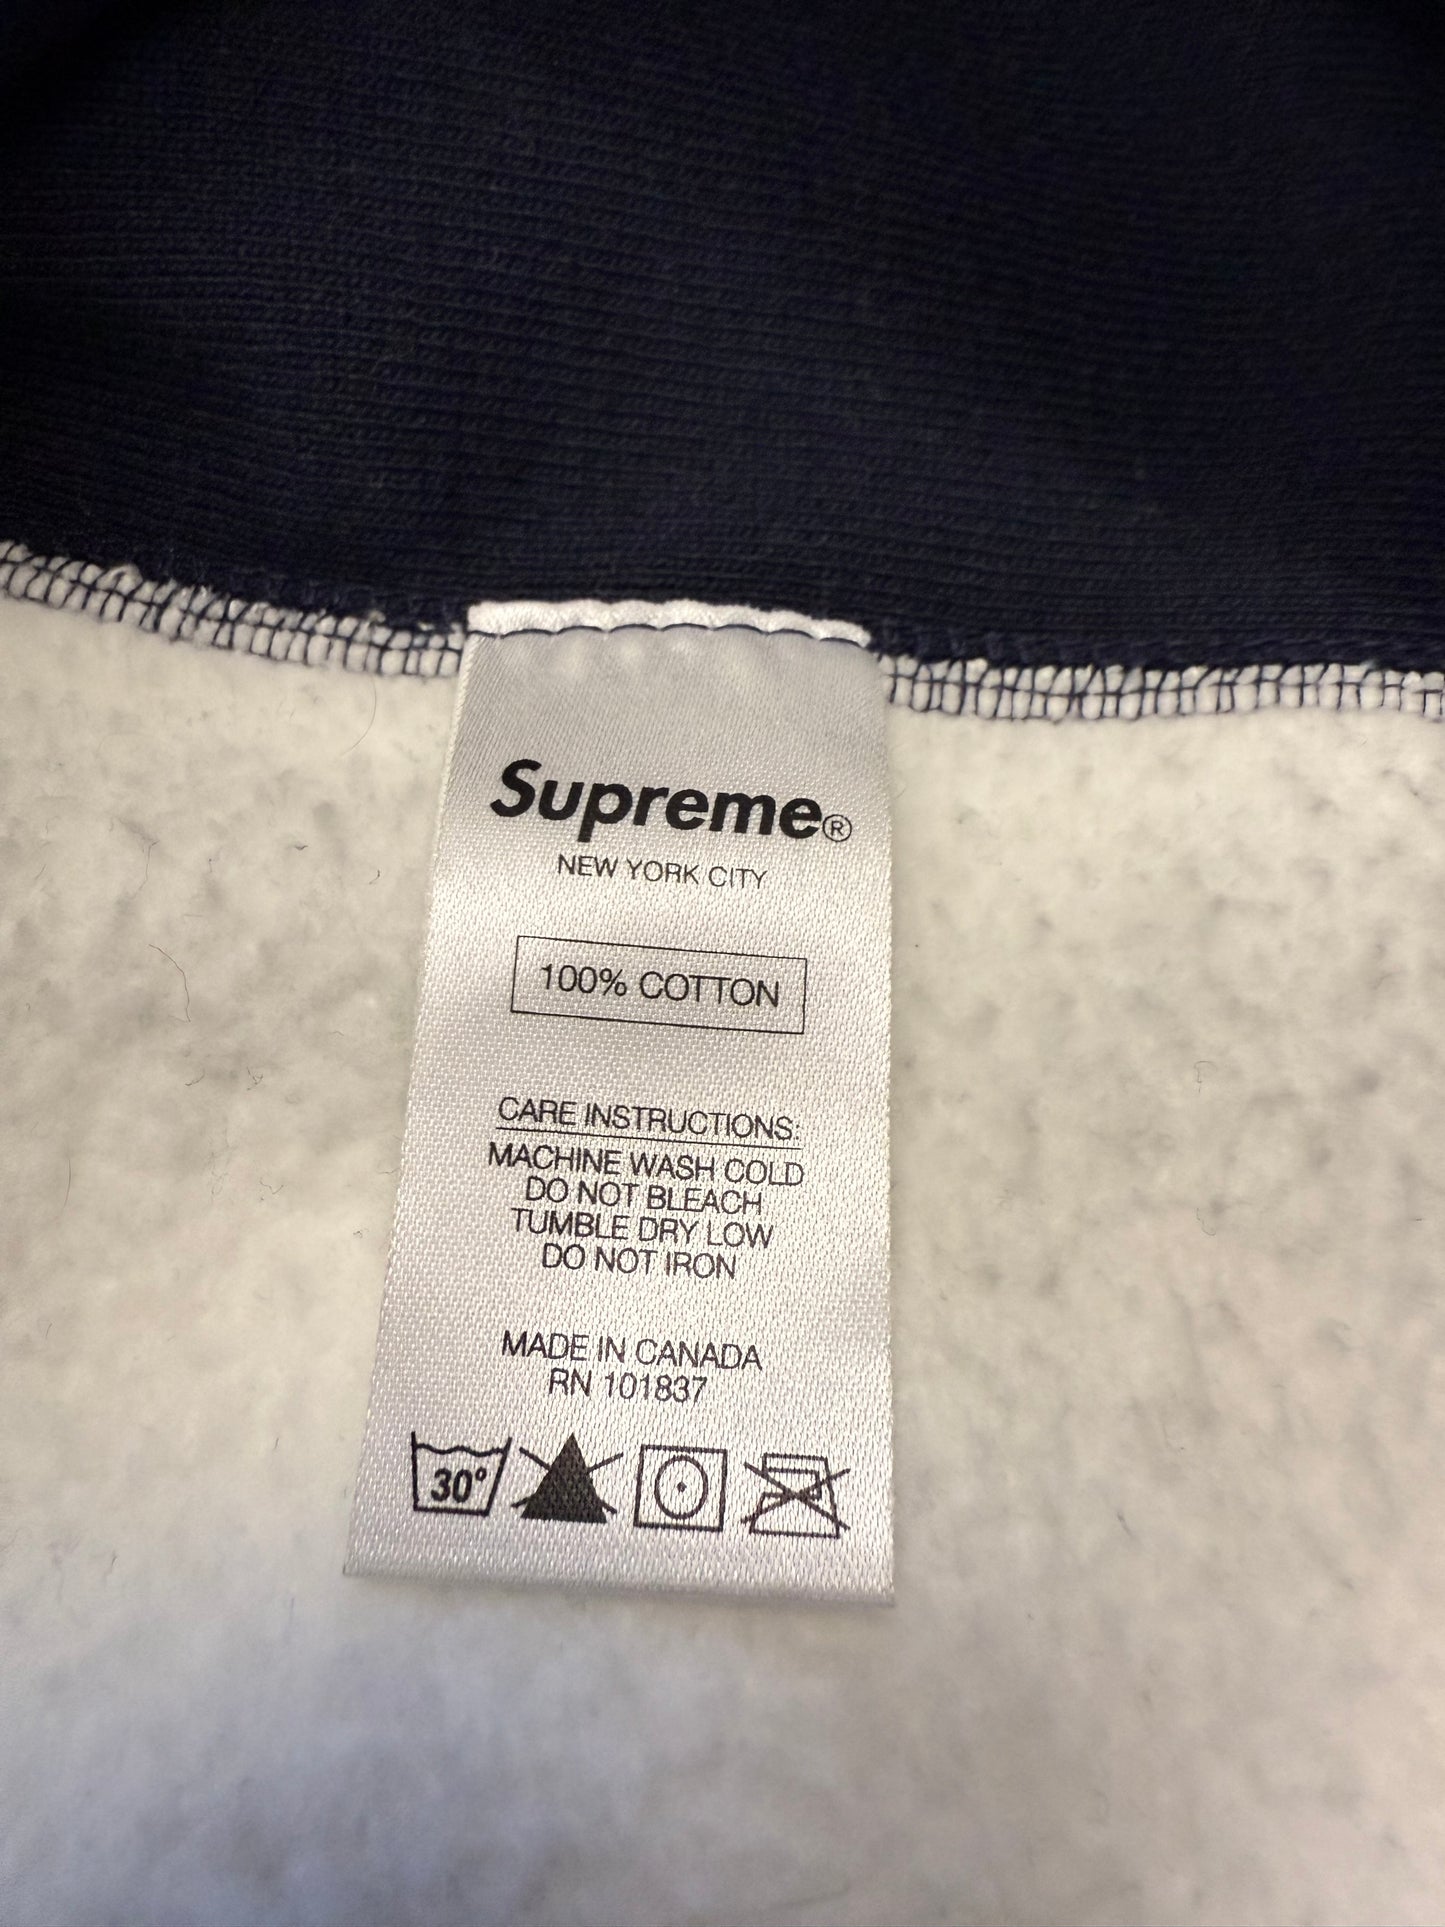 Supreme®
NEW YORK CITY
100% COTTON
CARE INSTRUCTIONS:
MACHINE WASH COLD
DO NOT BLEACH
TUMBLE DRY LOW
DO NOT IRON
MADE IN CANADA
RN 101837
30°